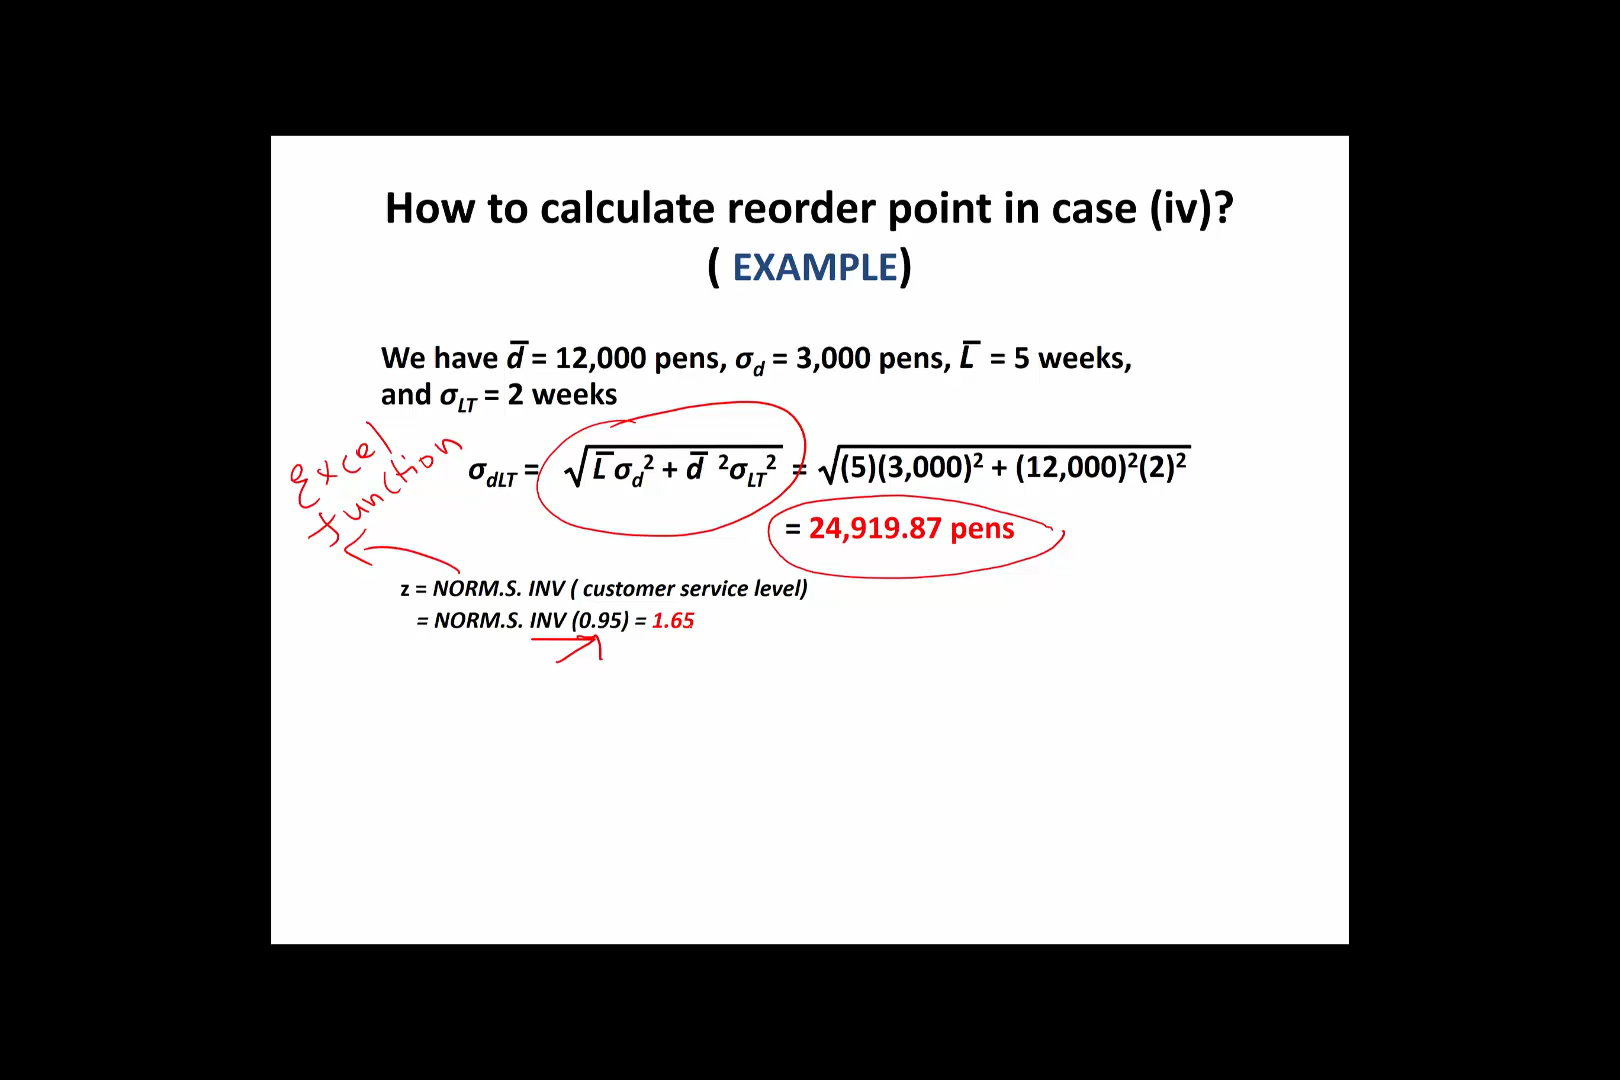 How to calculate reorder point in case (iv)?
( EXAMPLE)
We have d̅ = 12,000 pens, σd = 3,000 pens, L̅ = 5 weeks,
and σLT = 2 weeks
Excel
function
σdLT = √L̅ σd² + d̅ ²σLT² = √(5)(3,000)² + (12,000)²(2)²
= 24,919.87 pens
z = NORM.S. INV ( customer service level)
= NORM.S. INV (0.95) = 1.65